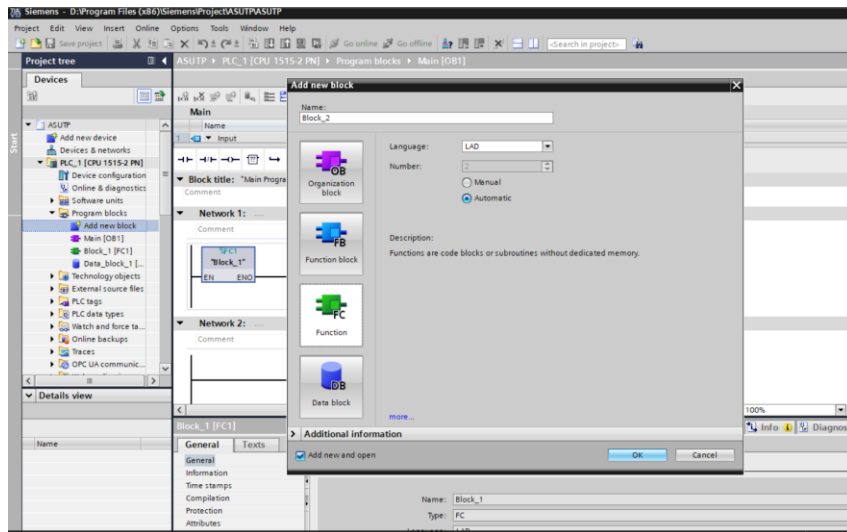 Siemens - D:\Program Files (x86)\Siemens\Project\ASUTP\ASUTP
Project Edit View Insert Online Options Tools Window Help
Save project
Go online
Go offline
<Search in project>
Project tree
ASUTP PLC_1 [CPU 1515-2 PN] Program blocks Main [OB1]
Devices
Start
ASUTP
Add new device
Devices & networks
PLC_1 [CPU 1515-2 PN]
Device configuration
Online & diagnostics
Software units
Program blocks
Add new block
Main [OB1]
Block_1 [FC1]
Data_block_1 [...
Technology objects
External source files
PLC tags
PLC data types
Watch and force ta...
Online backups
Traces
OPC UA communic...
Details view
Name
Main
Name
1 Input
Block title: "Main Progra
Comment
Network 1: .....
Comment
%FC1
"Block_1"
EN ENO
Network 2: .....
Comment
Add new block
Name:
Block_2
OB
Organization
block
FB
Function block
FC
Function
DB
Data block
Language: LAD
Number: 2
Manual
Automatic
Description:
Functions are code blocks or subroutines without dedicated memory.
more...
Additional information
Add new and open
OK
Cancel
100%
Block_1 [FC1]
Info
Diagnos
General Texts
General
Information
Time stamps
Compilation
Protection
Attributes
Name: Block_1
Type: FC